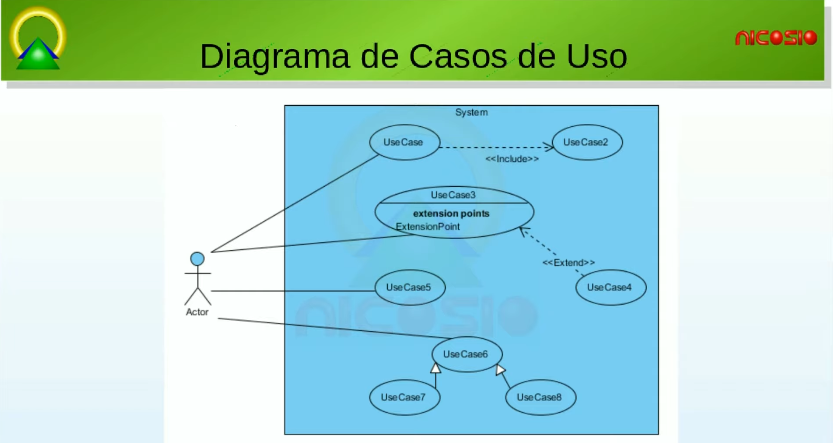 Diagrama de Casos de Uso
NICOSIO
System
UseCase
UseCase2
<<Include>>
UseCase3
extension points
ExtensionPoint
<<Extend>>
UseCase5
UseCase4
Actor
NICOSIO
UseCase6
UseCase7
UseCase8